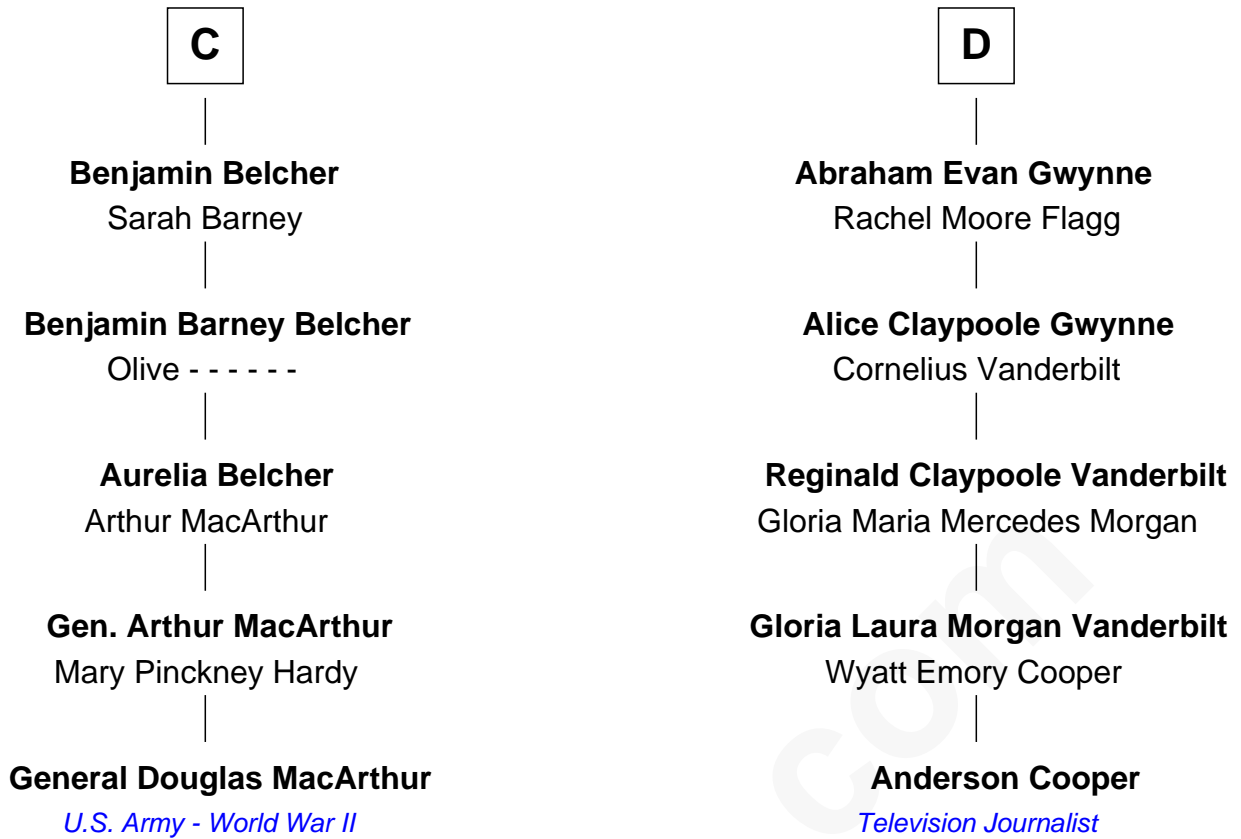 C
Benjamin Belcher
Sarah Barney
Benjamin Barney Belcher
Olive - - - - - -
Aurelia Belcher
Arthur MacArthur
Gen. Arthur MacArthur
Mary Pinckney Hardy
General Douglas MacArthur
U.S. Army - World War II
D
Abraham Evan Gwynne
Rachel Moore Flagg
Alice Claypoole Gwynne
Cornelius Vanderbilt
Reginald Claypoole Vanderbilt
Gloria Maria Mercedes Morgan
Gloria Laura Morgan Vanderbilt
Wyatt Emory Cooper
Anderson Cooper
Television Journalist
com